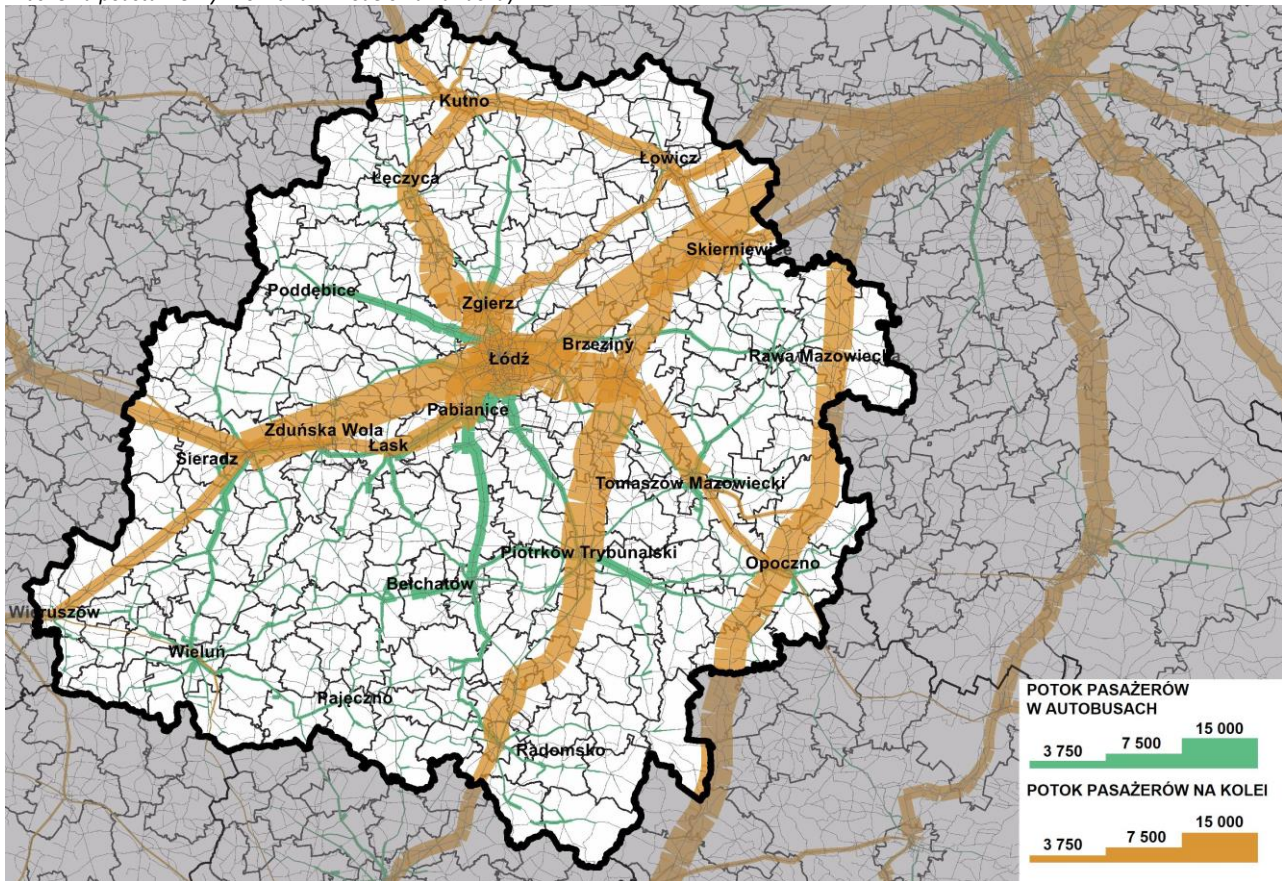 Kutno
Łowicz
Łęczyca
Skierniewice
Poddębice
Zgierz
Brzeziny
Łódź
Rawa Mazowiecka
Pabianice
Zduńska Wola
Łask
Sieradz
Tomaszów Mazowiecki
Piotrków Trybunalski
Opoczno
Bełchatów
Wieruszów
Wieluń
Pajęczno
Radomsko
POTOK PASAŻERÓW
W AUTOBUSACH
3 750 7 500 15 000
POTOK PASAŻERÓW NA KOLEI
3 750 7 500 15 000